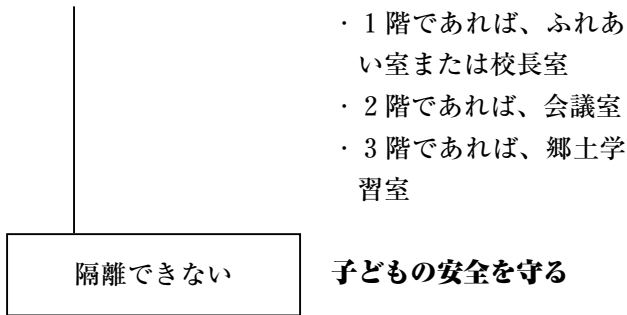 ・１階であれば、ふれあ
い室または校長室
・２階であれば、会議室
・３階であれば、郷土学
習室
隔離できない
子どもの安全を守る